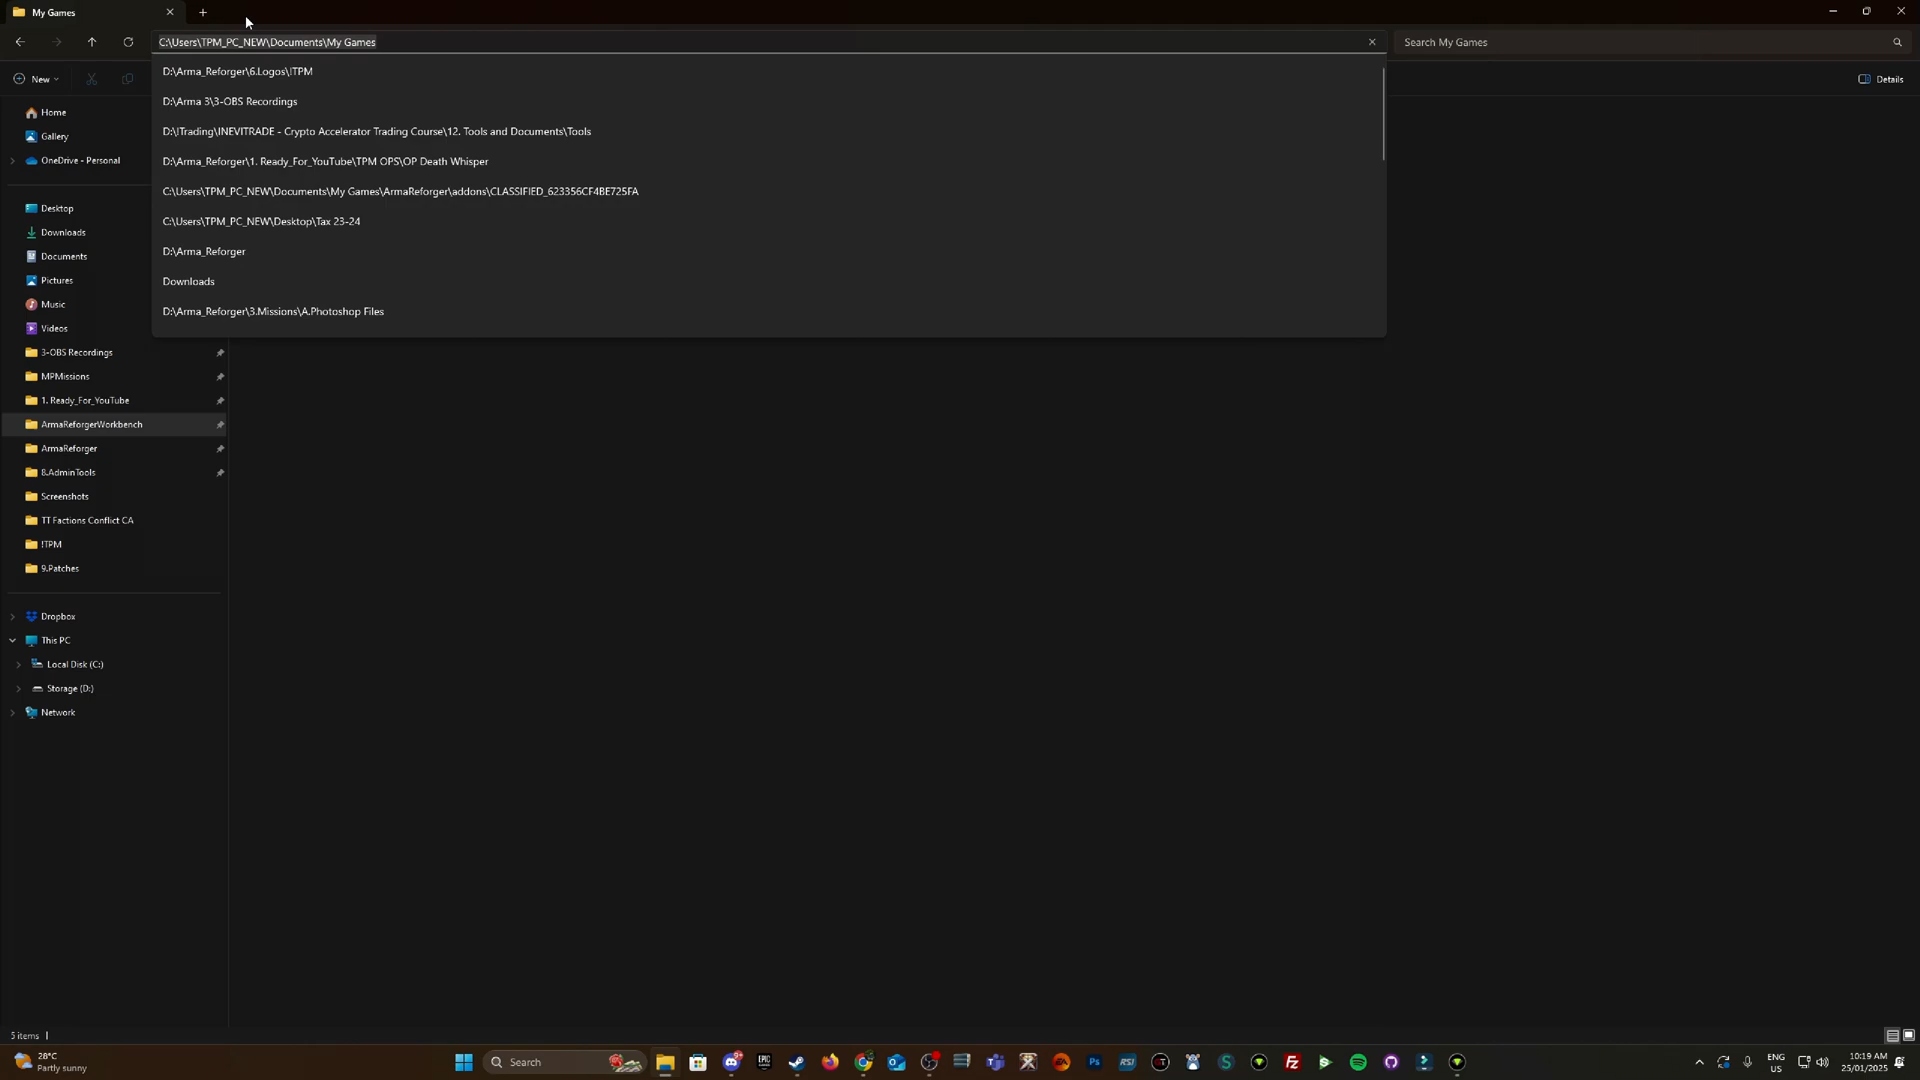 My Games
C:\Users\TPM_PC_NEW\Documents\My Games
Search My Games
D:\Arma_Reforger\6.Logos\!TPM
D:\Arma 3\3-OBS Recordings
D:\!Trading\INEVITRADE - Crypto Accelerator Trading Course\12. Tools and Documents\Tools
D:\Arma_Reforger\1. Ready_For_YouTube\TPM OPS\OP Death Whisper
C:\Users\TPM_PC_NEW\Documents\My Games\ArmaReforger\addons\CLASSIFIED_623356CF4BE725FA
C:\Users\TPM_PC_NEW\Desktop\Tax 23-24
D:\Arma_Reforger
Downloads
D:\Arma_Reforger\3.Missions\A.Photoshop Files
New
Details
Home
Gallery
OneDrive - Personal
Desktop
Downloads
Documents
Pictures
Music
Videos
3-OBS Recordings
MPMissions
1. Ready_For_YouTube
ArmaReforgerWorkbench
ArmaReforger
8.AdminTools
Screenshots
TT Factions Conflict CA
!TPM
9.Patches
Dropbox
This PC
Local Disk (C:)
Storage (D:)
Network
5 items
28°C
Partly sunny
Search
EPIC
EA
Ps
RSI
S
Fz
ENG
US
10:19 AM
25/01/2025